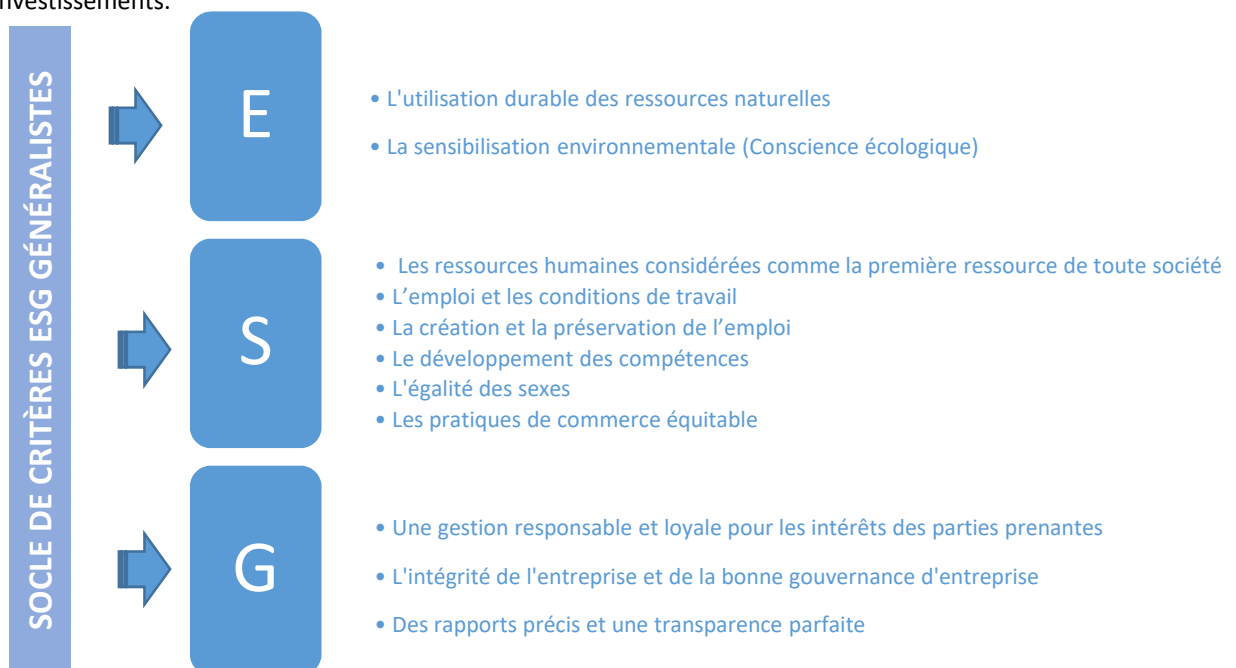 investissements.
SOCLE DE CRITÈRES ESG GÉNÉRALISTES
E
• L'utilisation durable des ressources naturelles
• La sensibilisation environnementale (Conscience écologique)
S
• Les ressources humaines considérées comme la première ressource de toute société
• L’emploi et les conditions de travail
• La création et la préservation de l’emploi
• Le développement des compétences
• L'égalité des sexes
• Les pratiques de commerce équitable
G
• Une gestion responsable et loyale pour les intérêts des parties prenantes
• L'intégrité de l'entreprise et de la bonne gouvernance d'entreprise
• Des rapports précis et une transparence parfaite